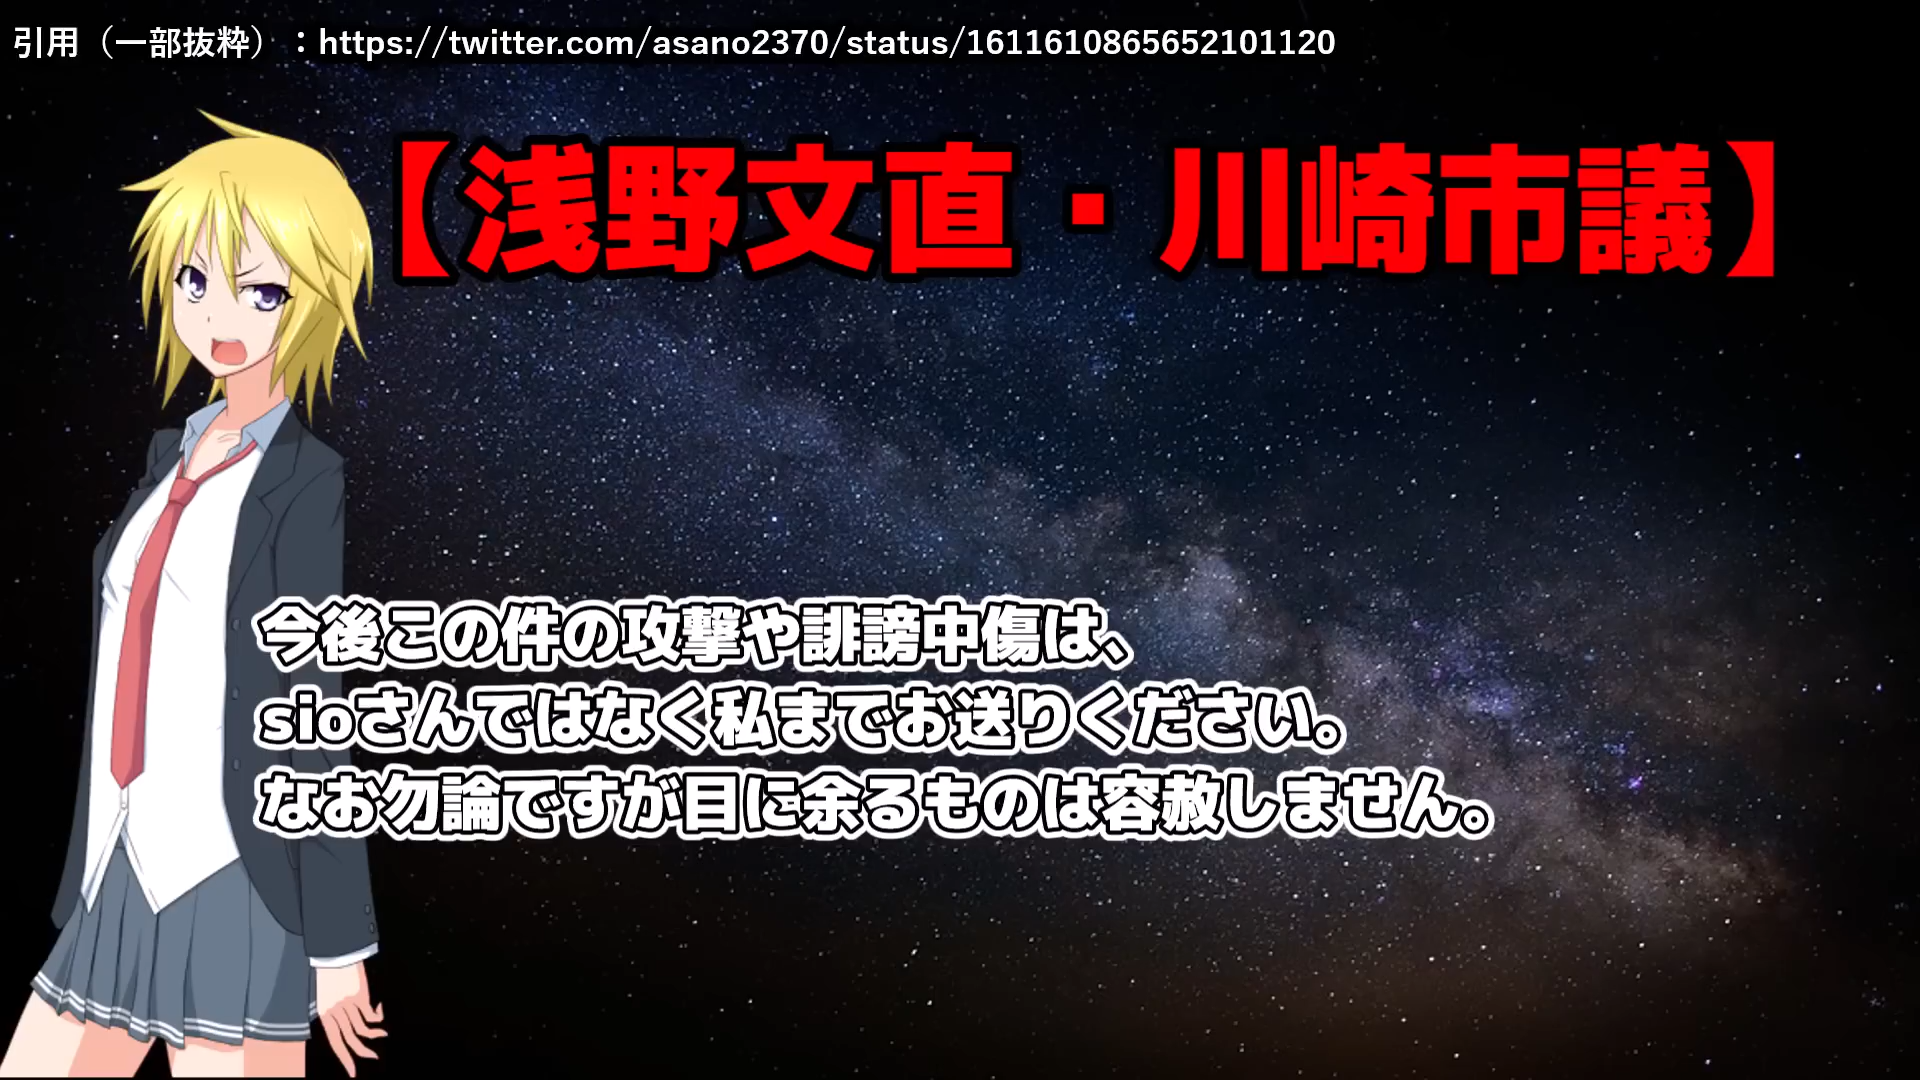 引用（一部抜粋）：https://twitter.com/asano2370/status/1611610865652101120
【浅野文直・川崎市議】
今後この件の攻撃や誹謗中傷は、
sioさんではなく私までお送りください。
なお勿論ですが目に余るものは容赦しません。